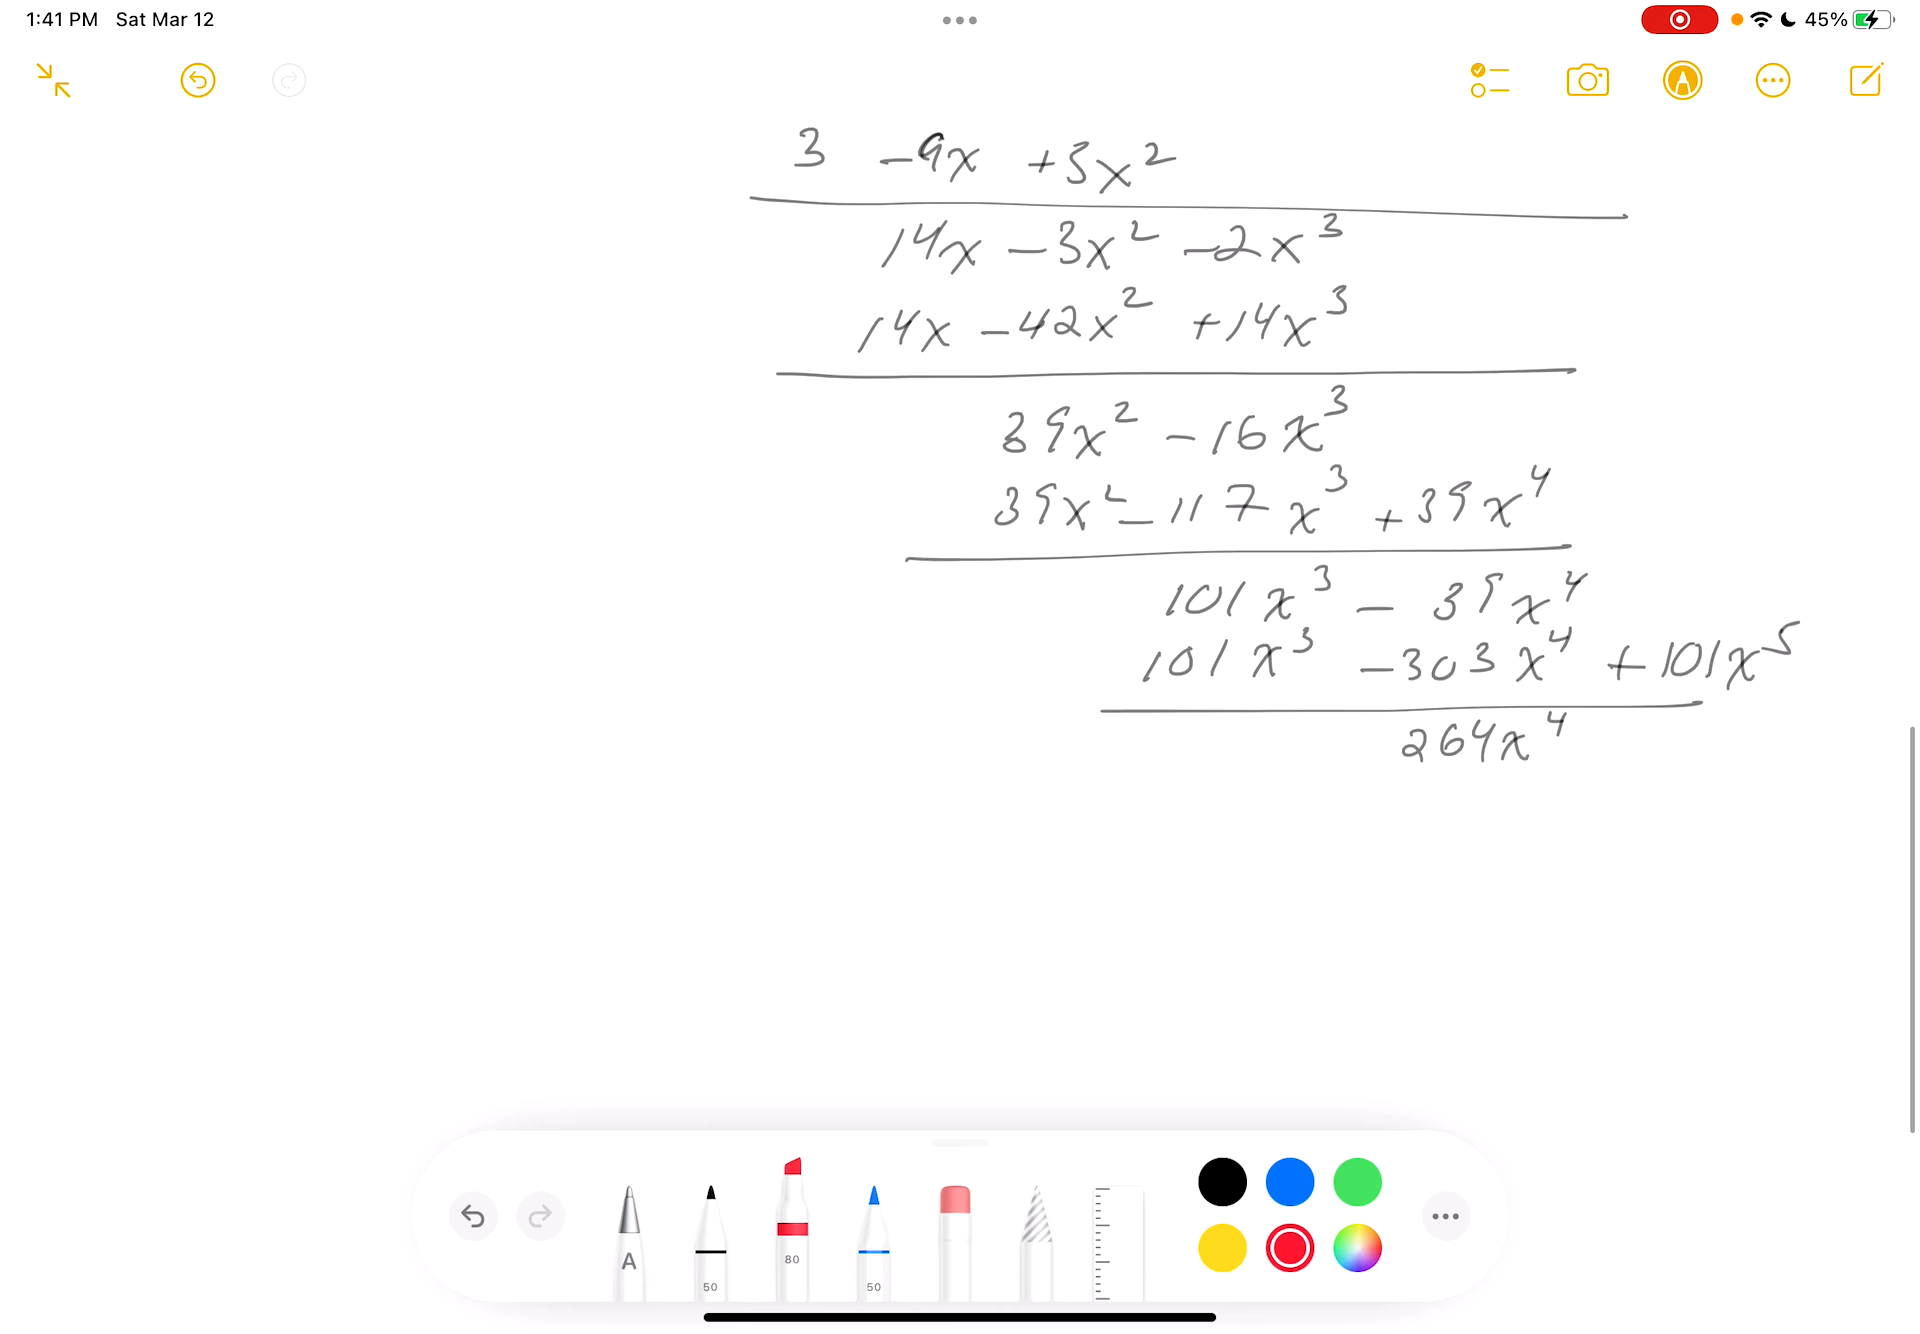 1:41 PM Sat Mar 12 45%
3 -9x +3x²
14x -3x² -2x³
14x -42x² +14x³
39x² -16x³
39x² -117x³ +39x⁴
101x³ - 39x⁴
101x³ -303x⁴ +101x⁵
264x⁴
A
80
50
50